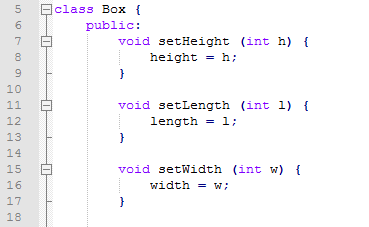 5 class Box {
6     public:
7         void setHeight (int h) {
8             height = h;
9         }
10
11         void setLength (int l) {
12             length = l;
13         }
14
15         void setWidth (int w) {
16             width = w;
17         }
18